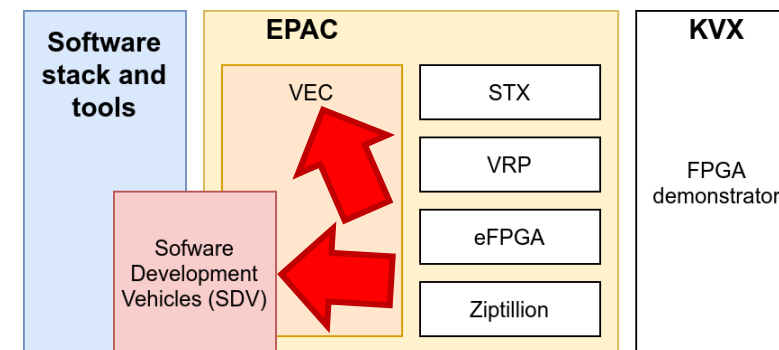 Software
stack and
tools
EPAC
VEC
STX
VRP
eFPGA
Ziptillion
Sofware
Development
Vehicles (SDV)
KVX
FPGA
demonstrator